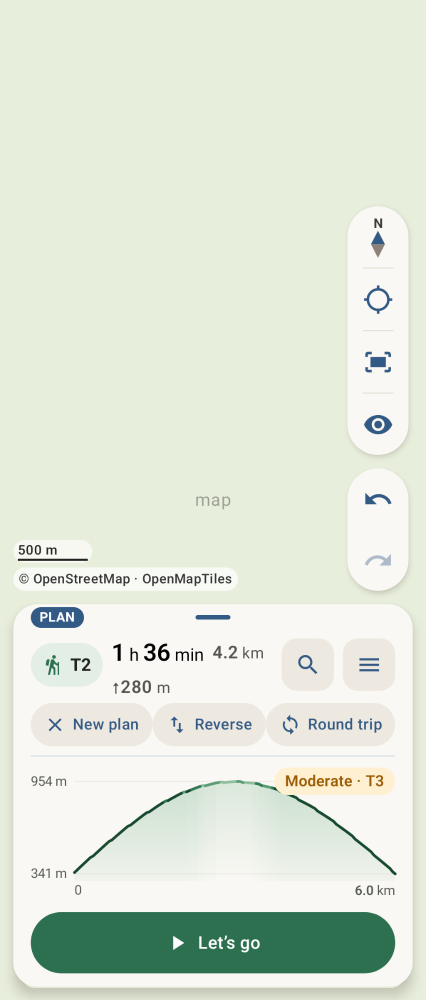 N
map
500 m
© OpenStreetMap · OpenMapTiles
PLAN
T2
1 h 36 min 4.2 km
↑280 m
New plan
Reverse
Round trip
954 m
Moderate · T3
341 m
0
6.0 km
Let's go